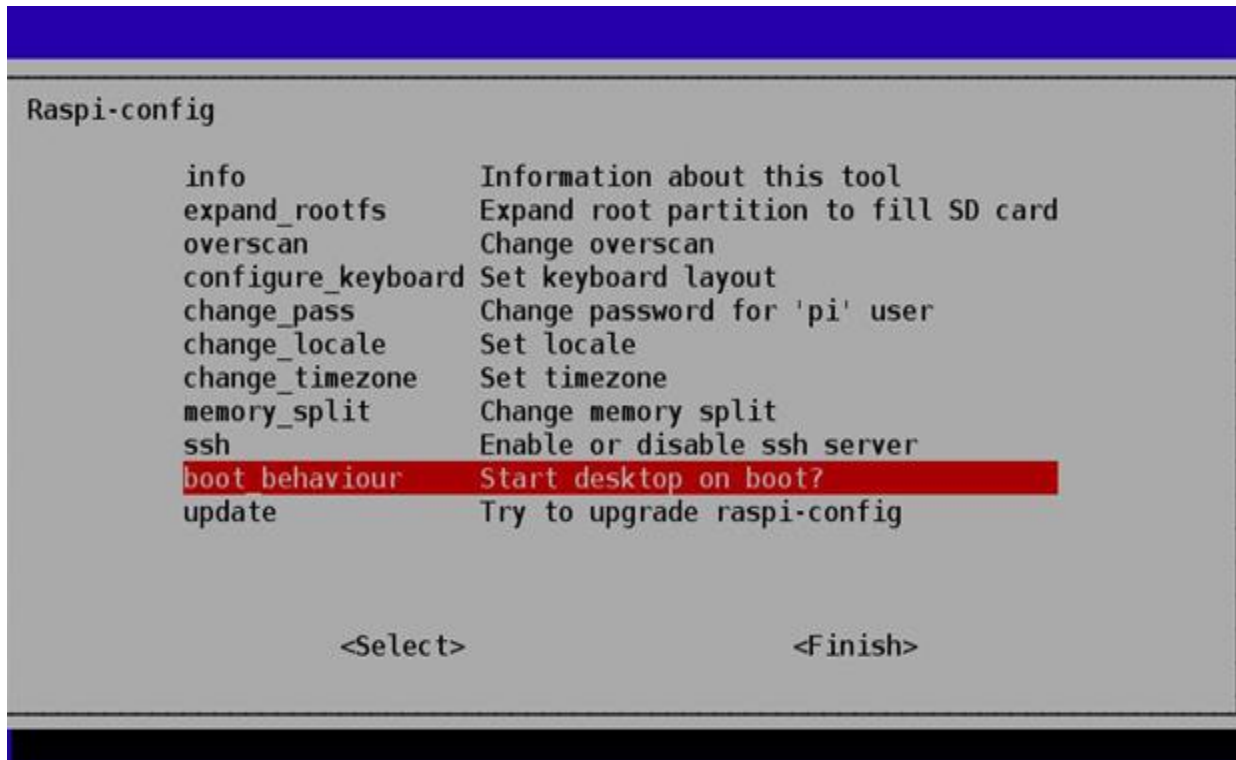 Raspi-config
info Information about this tool
expand_rootfs Expand root partition to fill SD card
overscan Change overscan
configure_keyboard Set keyboard layout
change_pass Change password for 'pi' user
change_locale Set locale
change_timezone Set timezone
memory_split Change memory split
ssh Enable or disable ssh server
boot_behaviour Start desktop on boot?
update Try to upgrade raspi-config
<Select> <Finish>